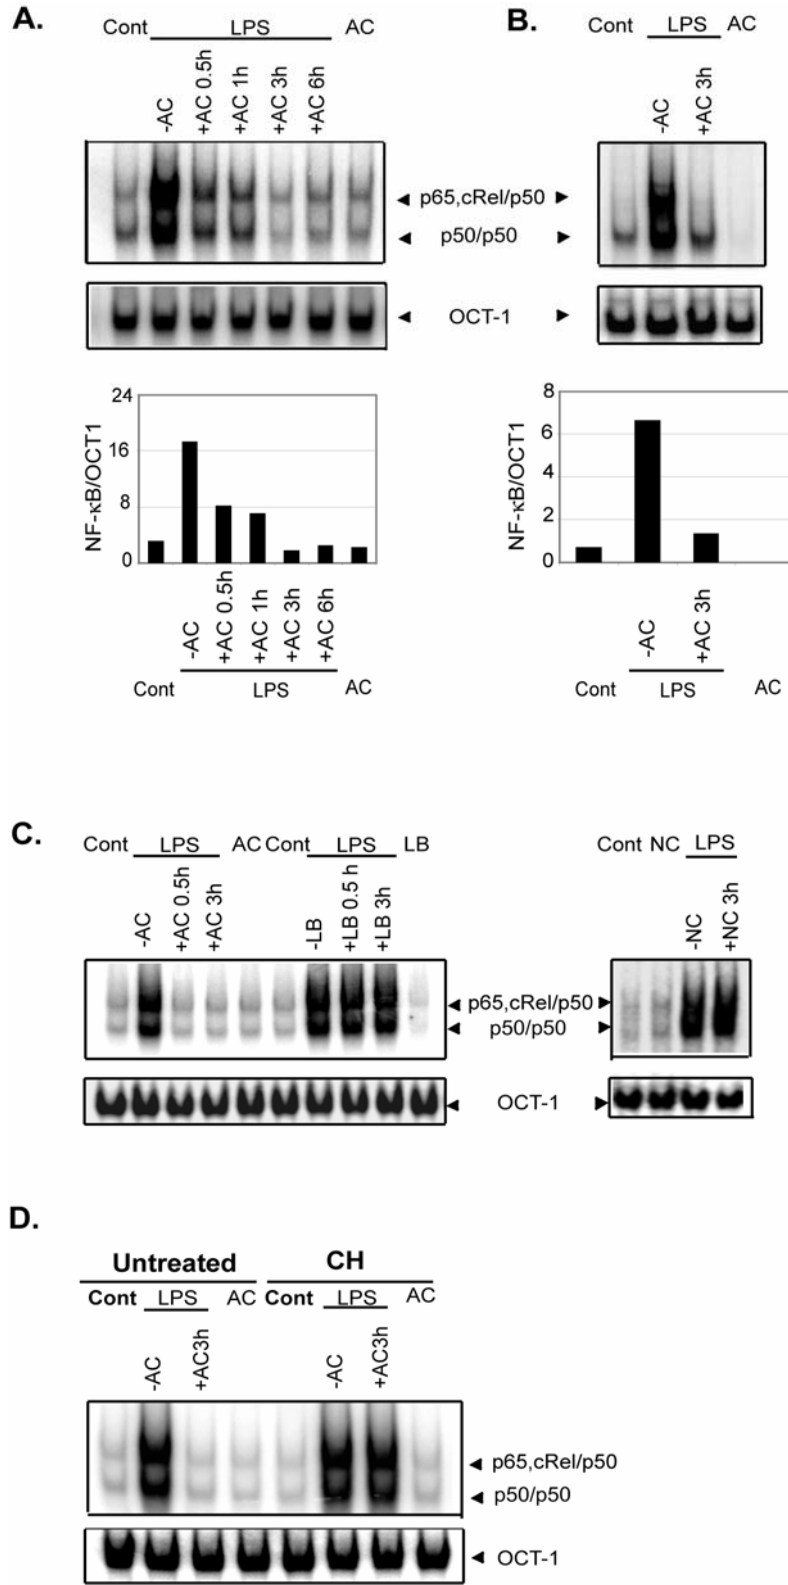 A.
Cont LPS AC
-AC
+AC 0.5h
+AC 1h
+AC 3h
+AC 6h
B.
Cont LPS AC
-AC
+AC 3h
p65,cRel/p50
p50/p50
OCT-1
NF-κB/OCT1
24
16
8
0
-AC
+AC 0.5h
+AC 1h
+AC 3h
+AC 6h
Cont LPS AC
NF-κB/OCT1
8
6
4
2
0
-AC
+AC 3h
Cont LPS AC
C.
Cont LPS AC Cont LPS LB
-AC
+AC 0.5h
+AC 3h
-LB
+LB 0.5 h
+LB 3h
Cont NC LPS
-NC
+NC 3h
p65,cRel/p50
p50/p50
OCT-1
D.
Untreated CH
Cont LPS AC Cont LPS AC
-AC
+AC3h
-AC
+AC3h
p65,cRel/p50
p50/p50
OCT-1